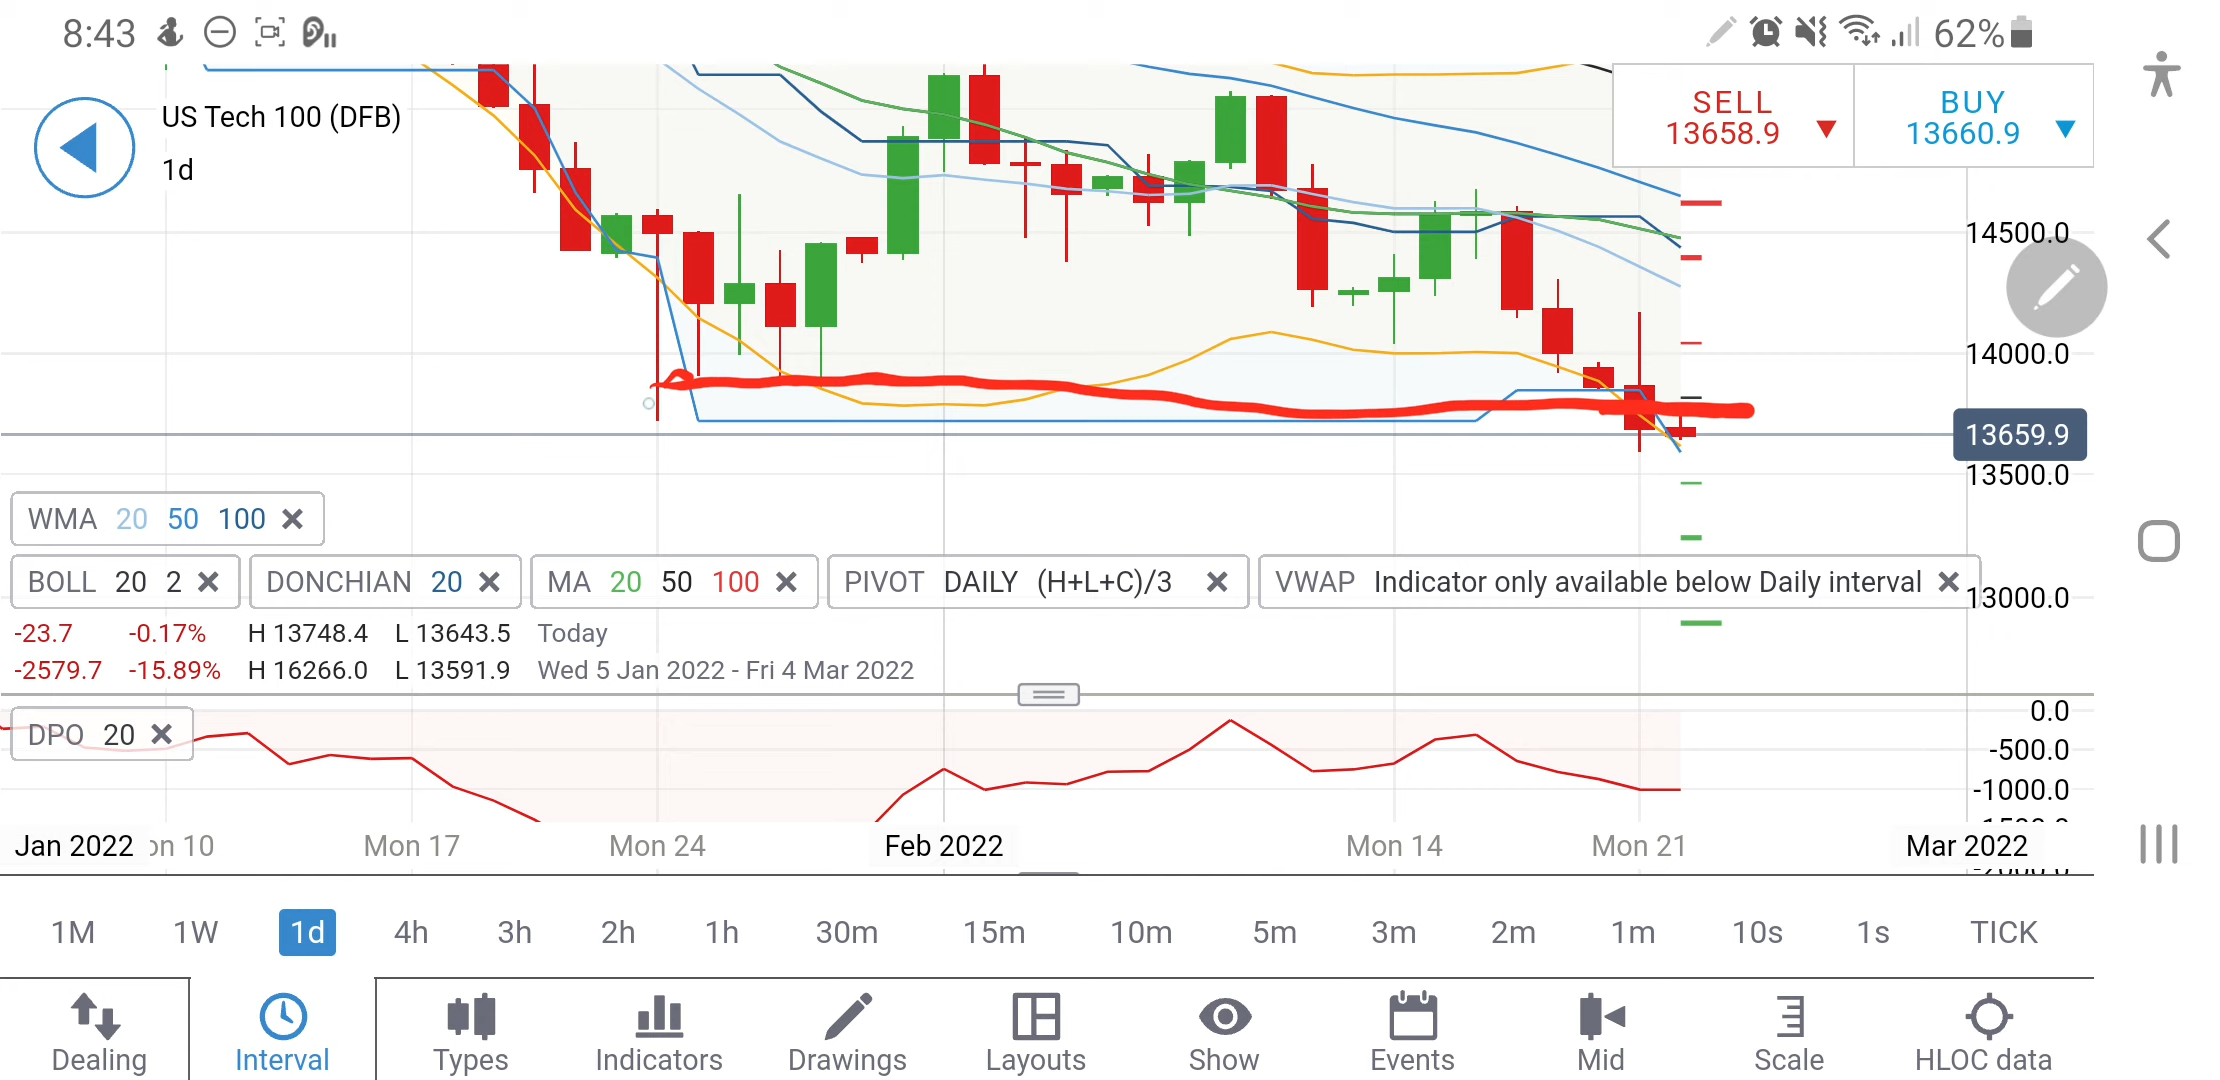 8:43
62%
US Tech 100 (DFB)
1d
SELL
13658.9
BUY
13660.9
14500.0
14000.0
13659.9
13500.0
13000.0
WMA 20 50 100
BOLL 20 2
DONCHIAN 20
MA 20 50 100
PIVOT DAILY (H+L+C)/3
VWAP Indicator only available below Daily interval
-23.7 -0.17% H 13748.4 L 13643.5 Today
-2579.7 -15.89% H 16266.0 L 13591.9 Wed 5 Jan 2022 - Fri 4 Mar 2022
DPO 20
0.0
-500.0
-1000.0
Jan 2022 on 10 Mon 17 Mon 24 Feb 2022 Mon 14 Mon 21 Mar 2022
1M 1W 1d 4h 3h 2h 1h 30m 15m 10m 5m 3m 2m 1m 10s 1s TICK
Dealing Interval Types Indicators Drawings Layouts Show Events Mid Scale HLOC data